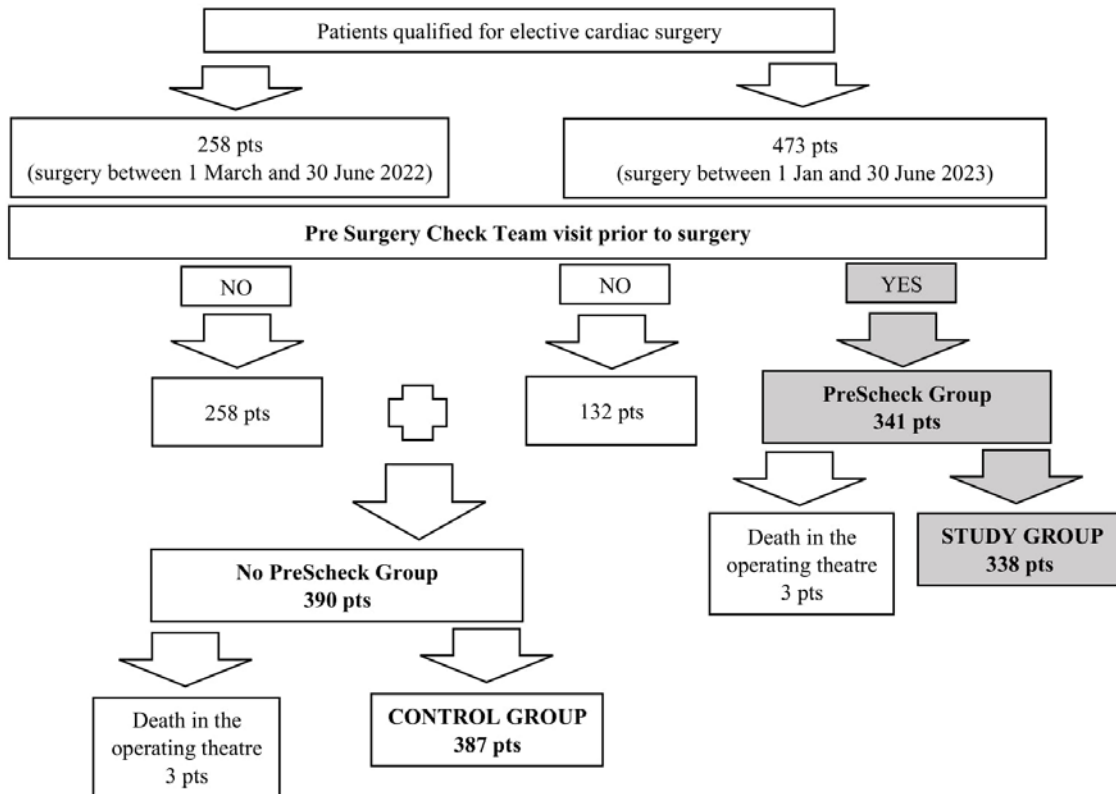 Patients qualified for elective cardiac surgery
258 pts
(surgery between 1 March and 30 June 2022)
473 pts
(surgery between 1 Jan and 30 June 2023)
Pre Surgery Check Team visit prior to surgery
NO
NO
YES
258 pts
132 pts
PreScheck Group
341 pts
Death in the
operating theatre
3 pts
STUDY GROUP
338 pts
No PreScheck Group
390 pts
Death in the
operating theatre
3 pts
CONTROL GROUP
387 pts